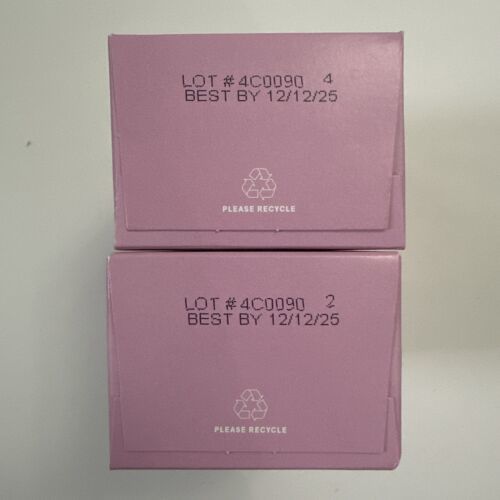 LOT #4C0090 4
BEST BY 12/12/25
PLEASE RECYCLE
LOT #4C0090 2
BEST BY 12/12/25
PLEASE RECYCLE